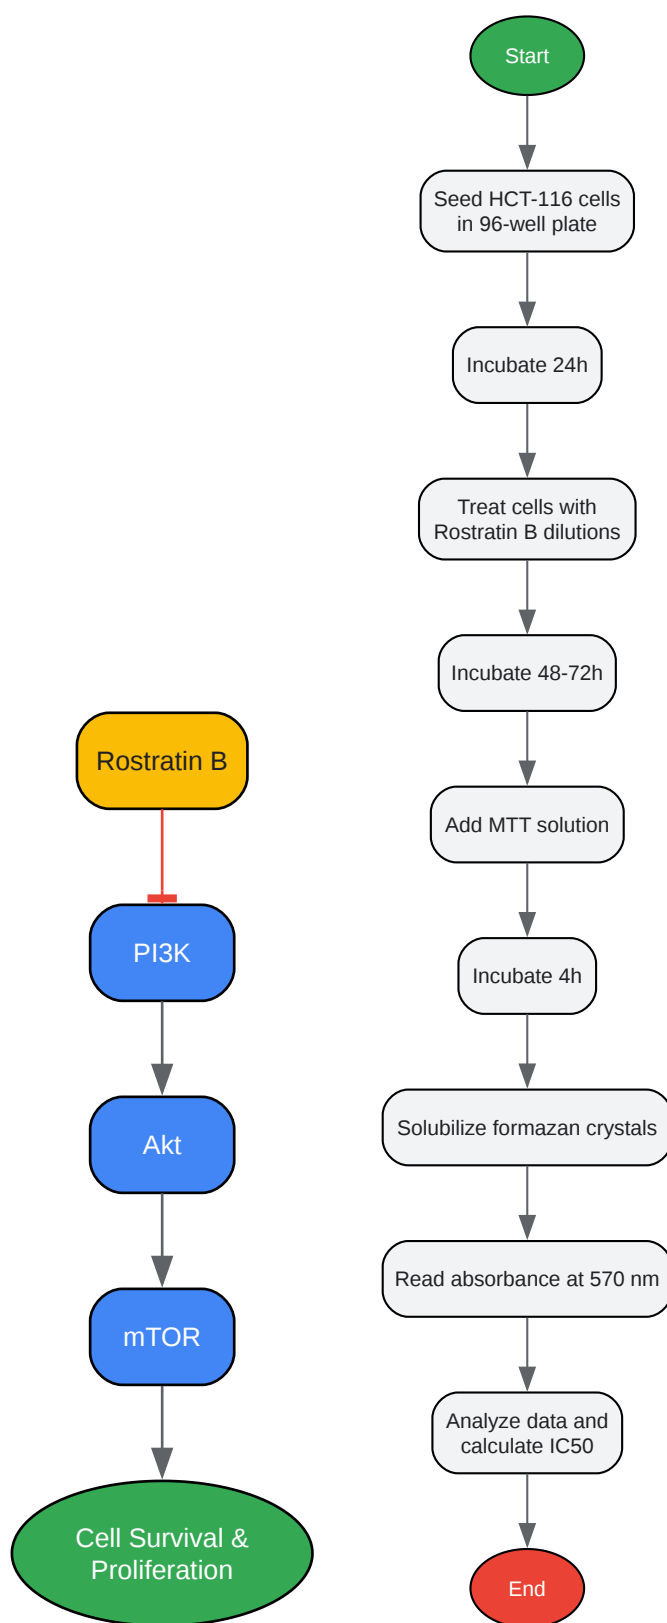 Start
Seed HCT-116 cells
in 96-well plate
Incubate 24h
Treat cells with
Rostratin B dilutions
Incubate 48-72h
Add MTT solution
Incubate 4h
Solubilize formazan crystals
Read absorbance at 570 nm
Analyze data and
calculate IC50
End
Rostratin B
PI3K
Akt
mTOR
Cell Survival &
Proliferation